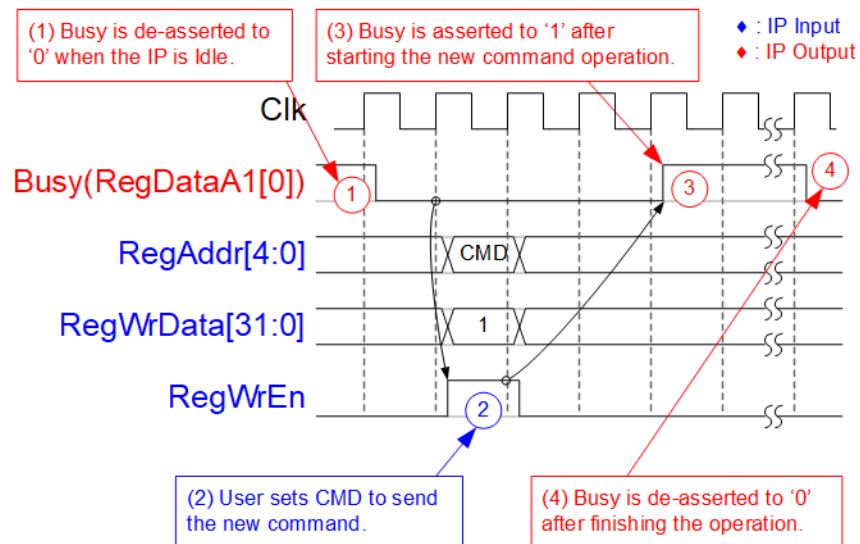 (1) Busy is de-asserted to
‘0’ when the IP is Idle.
(3) Busy is asserted to ‘1’ after
starting the new command operation.
♦ : IP Input
♦ : IP Output
Clk
Busy(RegDataA1[0])
1
3
4
RegAddr[4:0]
CMD
RegWrData[31:0]
1
RegWrEn
2
(2) User sets CMD to send
the new command.
(4) Busy is de-asserted to ‘0’
after finishing the operation.